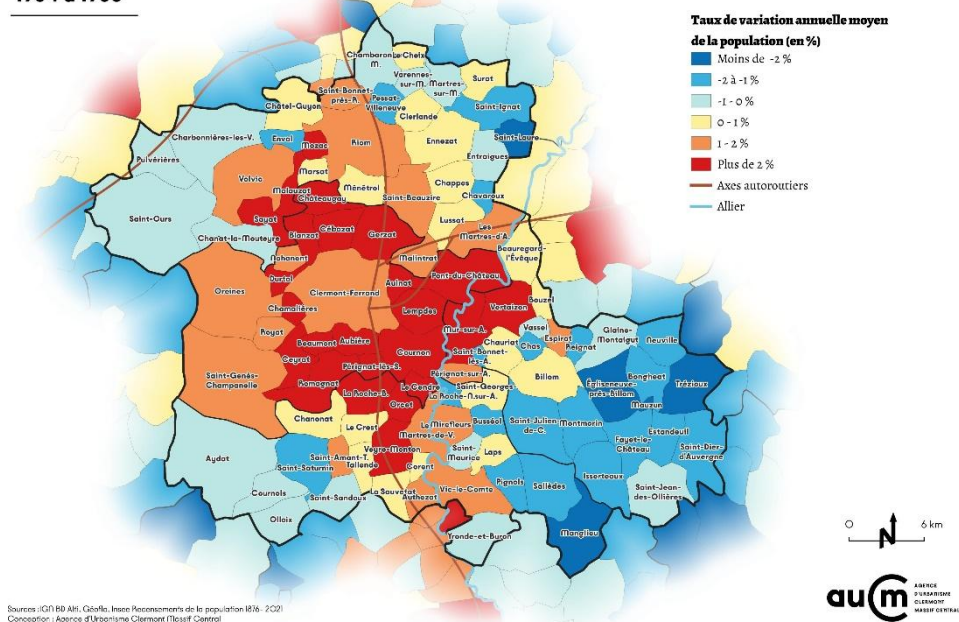 Taux de variation annuelle moyen
de la population (en %)
Moins de -2 %
-2 à -1 %
-1 - 0 %
0 - 1 %
1 - 2 %
Plus de 2 %
Axes autoroutiers
Allier
Chambaron
M.
Le Cheix
Varennes-
sur-M.
Martres-
sur-M.
Surat
Saint-Bonnet-
près-R.
Châtel-Guyon
Pessat-
Villeneuve
Clerlande
Saint-Ignat
Charbonnières-les-V.
Enval
Mozac
Riom
Ennezat
Saint-Laure
Pulvérières
Entraigues
Marsat
Volvic
Malauzat
Ménétrol
Chappes
Châteaugay
Saint-Beauzire
Chavaroux
Saint-Ours
Sayat
Lussat
Blanzat
Cébazat
Gerzat
Les
Martres-d'A.
Chanat-la-Mouteyre
Nohanent
Malintrat
Beauregard-
l'Évêque
Durtol
Aulnat
Pont-du-Château
Orcines
Clermont-Ferrand
Bouzel
Chamalières
Lempdes
Vertaizon
Royat
Mur-sur-A.
Vassel
Glaine-
Montaigut
Beaumont
Aubière
Chauriat
Espirat
Neuville
Chas
Réignat
Ceyrat
Cournon
Saint-Bonnet-
lès-A.
Pérignat-lès-S.
Pérignat-sur-A.
Billom
Bongheat
Saint-Genès-
Champanelle
Romagnat
Le Cendre
Saint-Georges
Égliseneuve-
près-Billom
Trézioux
La Roche-B.
La Roche-N.sur-A.
Mauzun
Orcet
Chanonat
Le Crest
Mirefleurs
Busséol
Saint-Julien
de-C.
Montmorin
Estandeuil
Les
Martres-de-V.
Fayet-le-
Château
Veyre-Monton
Saint-
Maurice
Laps
Saint-Dier-
d'Auvergne
Aydat
Saint-Amant-T.
Tallende
Corent
Saint-Saturnin
Isserteaux
Pignols
Sallèdes
Vic-le-Comte
Saint-Jean-
des-Ollières
Cournols
Saint-Sandoux
La Sauvetat
Authezat
Olloix
Manglieu
Yronde-et-Buron
0
N
6 km
auCm
AGENCE
D'URBANISME
CLERMONT
MASSIF CENTRAL
Sources : IGN BD Alti, Géofla, Insee Recensements de la population 1876 - 2021
Conception : Agence d'Urbanisme Clermont Massif Central